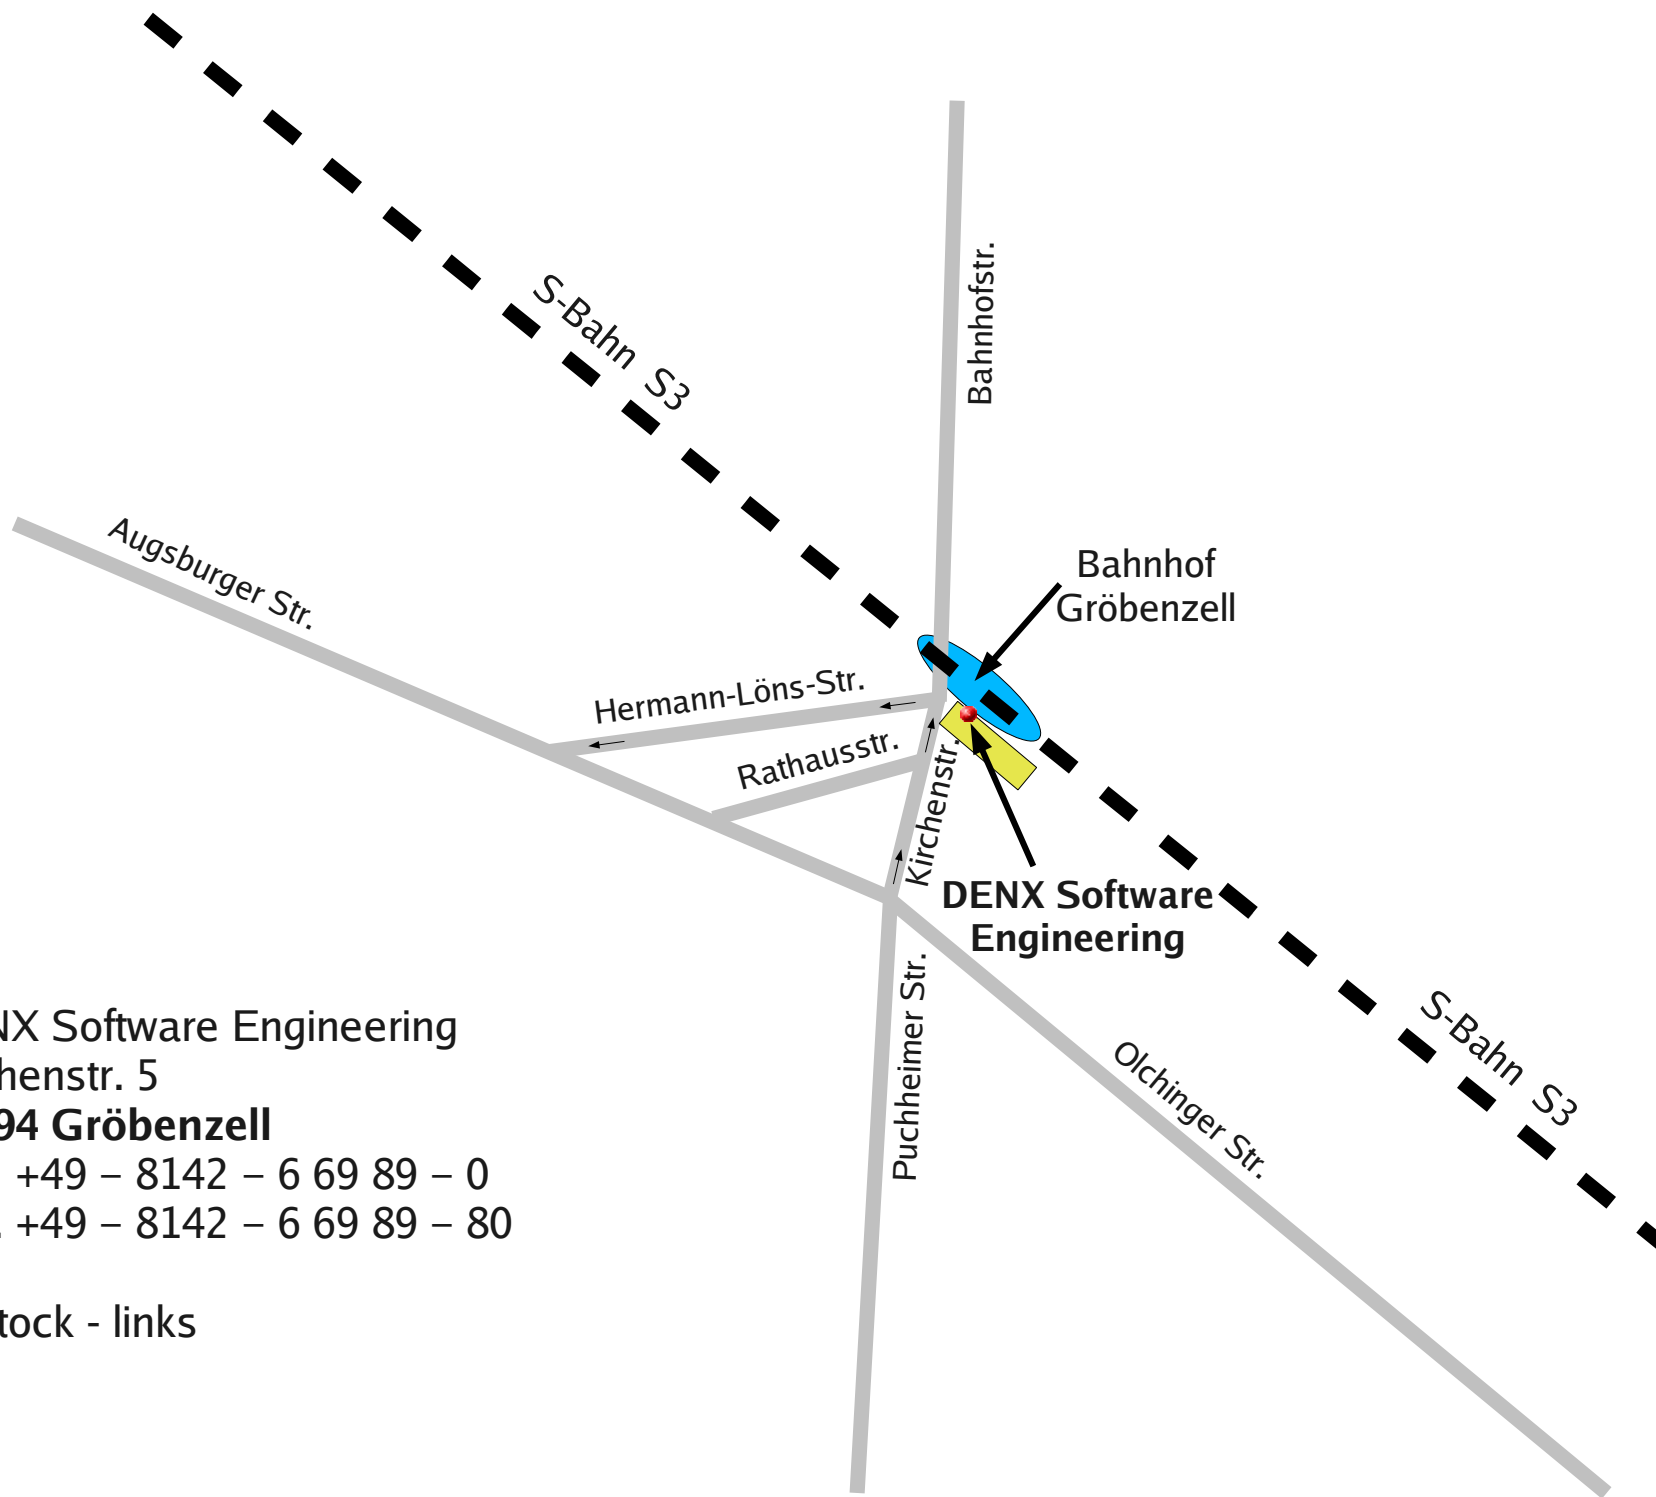 S-Bahn S3
Bahnhofstr.
Augsburger Str.
Bahnhof
Gröbenzell
Hermann-Löns-Str.
Rathausstr.
Kirchenstr.
DENX Software
Engineering
Puchheimer Str.
Olchinger Str.
S-Bahn S3
NX Software Engineering
henstr. 5
94 Gröbenzell
+49 – 8142 – 6 69 89 – 0
. +49 – 8142 – 6 69 89 – 80
tock - links